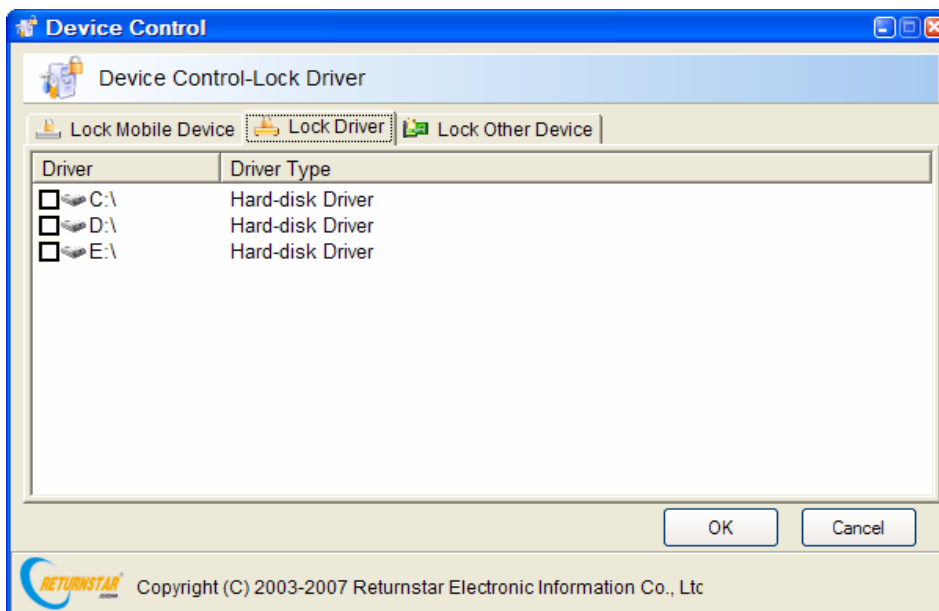 Device Control
Device Control-Lock Driver
Lock Mobile Device Lock Driver Lock Other Device
Driver Driver Type
C:\ Hard-disk Driver
D:\ Hard-disk Driver
E:\ Hard-disk Driver
OK Cancel
RETURNSTAR Copyright (C) 2003-2007 Returnstar Electronic Information Co., Ltd